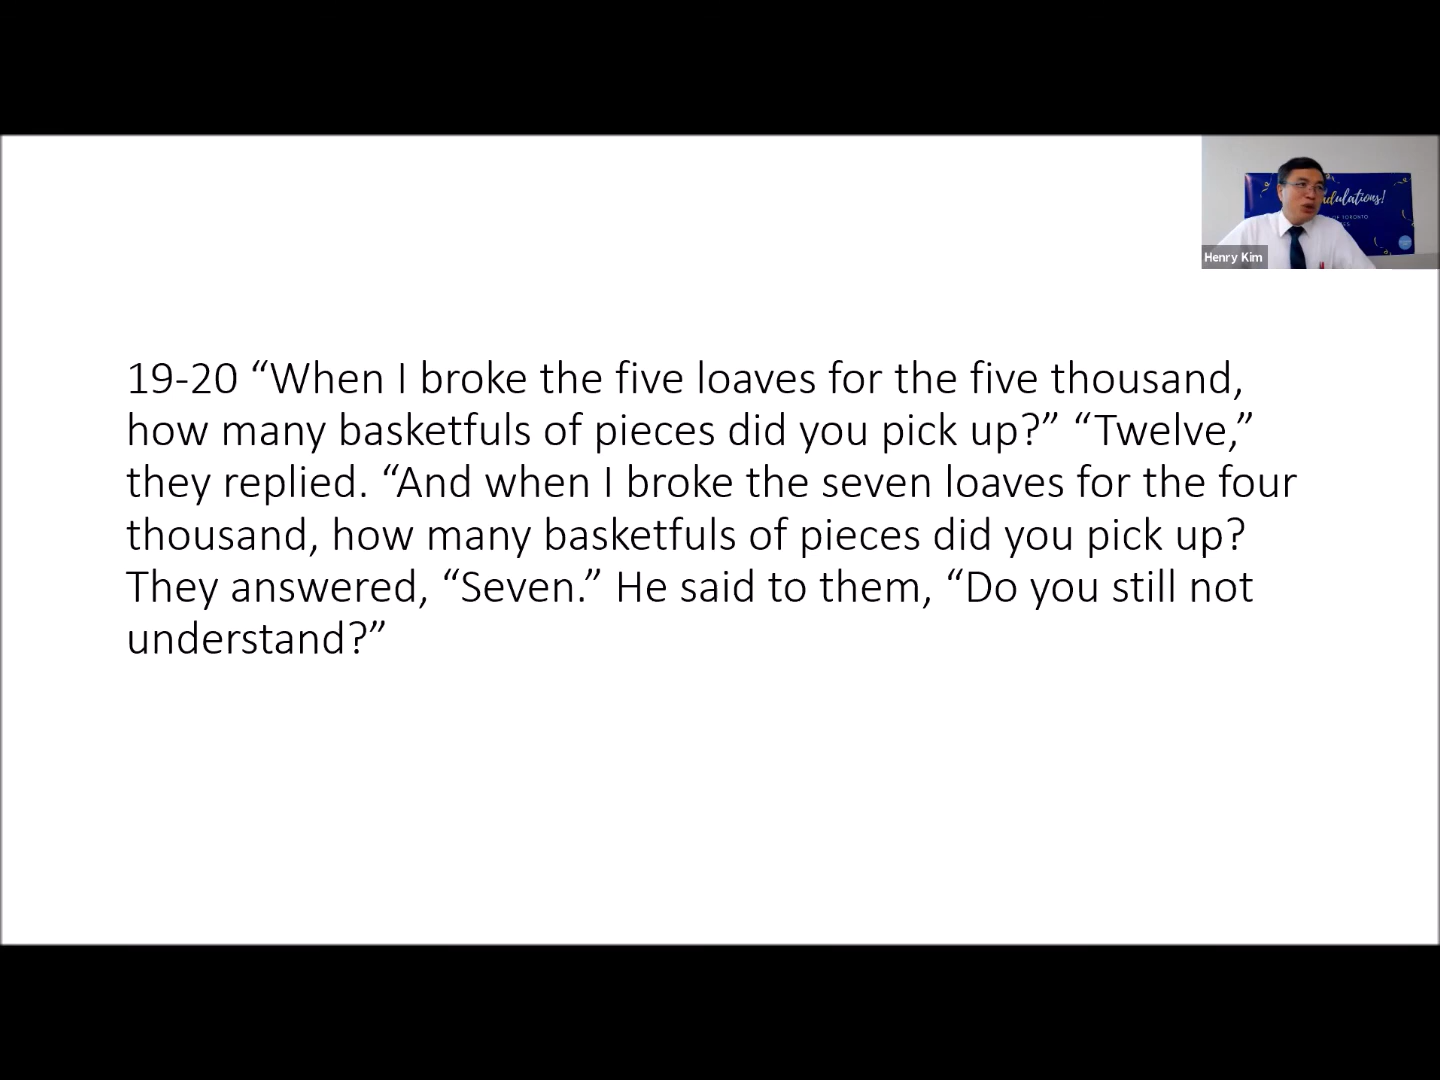 ulations!
TORONTO
Henry Kim
19-20 “When I broke the five loaves for the five thousand,
how many basketfuls of pieces did you pick up?” “Twelve,”
they replied. “And when I broke the seven loaves for the four
thousand, how many basketfuls of pieces did you pick up?
They answered, “Seven.” He said to them, “Do you still not
understand?”